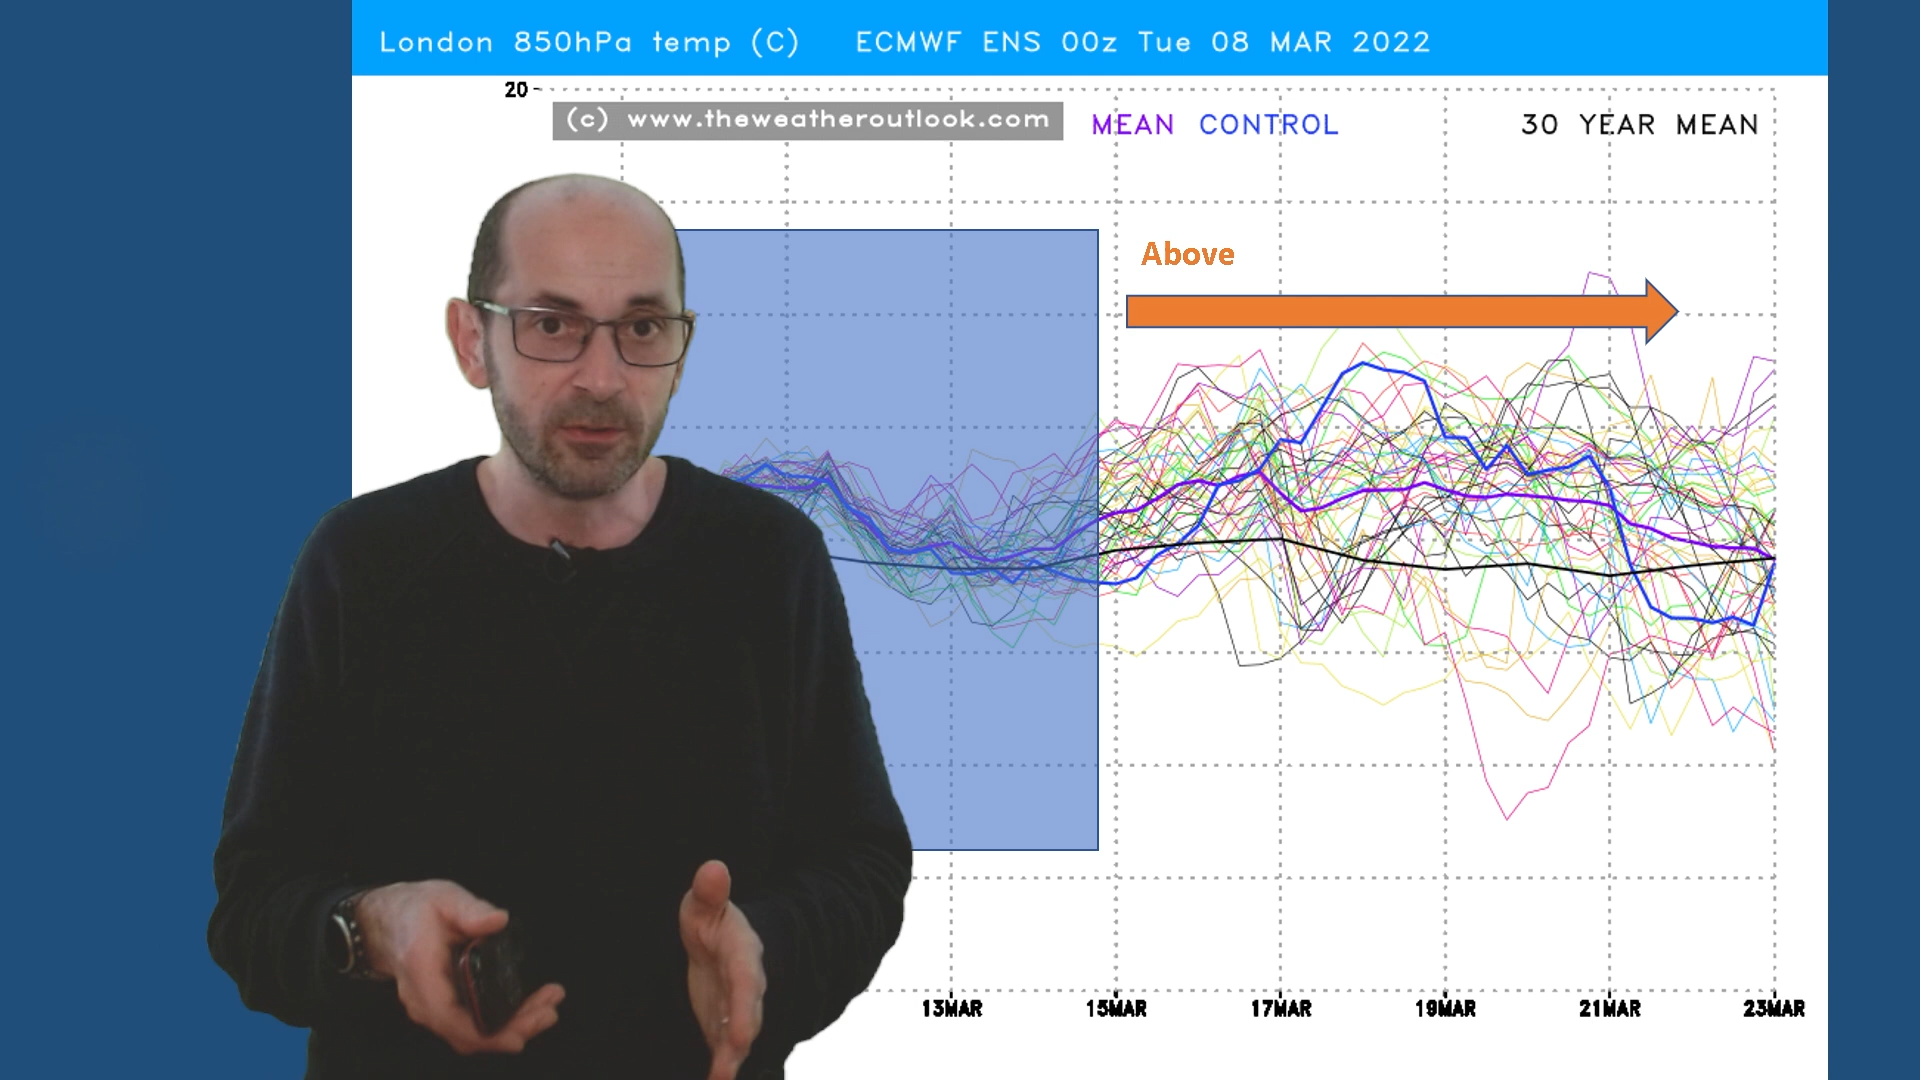 London 850hPa temp (C) ECMWF ENS 00z Tue 08 MAR 2022
20
(c) www.theweatheroutlook.com MEAN CONTROL 30 YEAR MEAN
Above
13MAR 15MAR 17MAR 19MAR 21MAR 23MAR